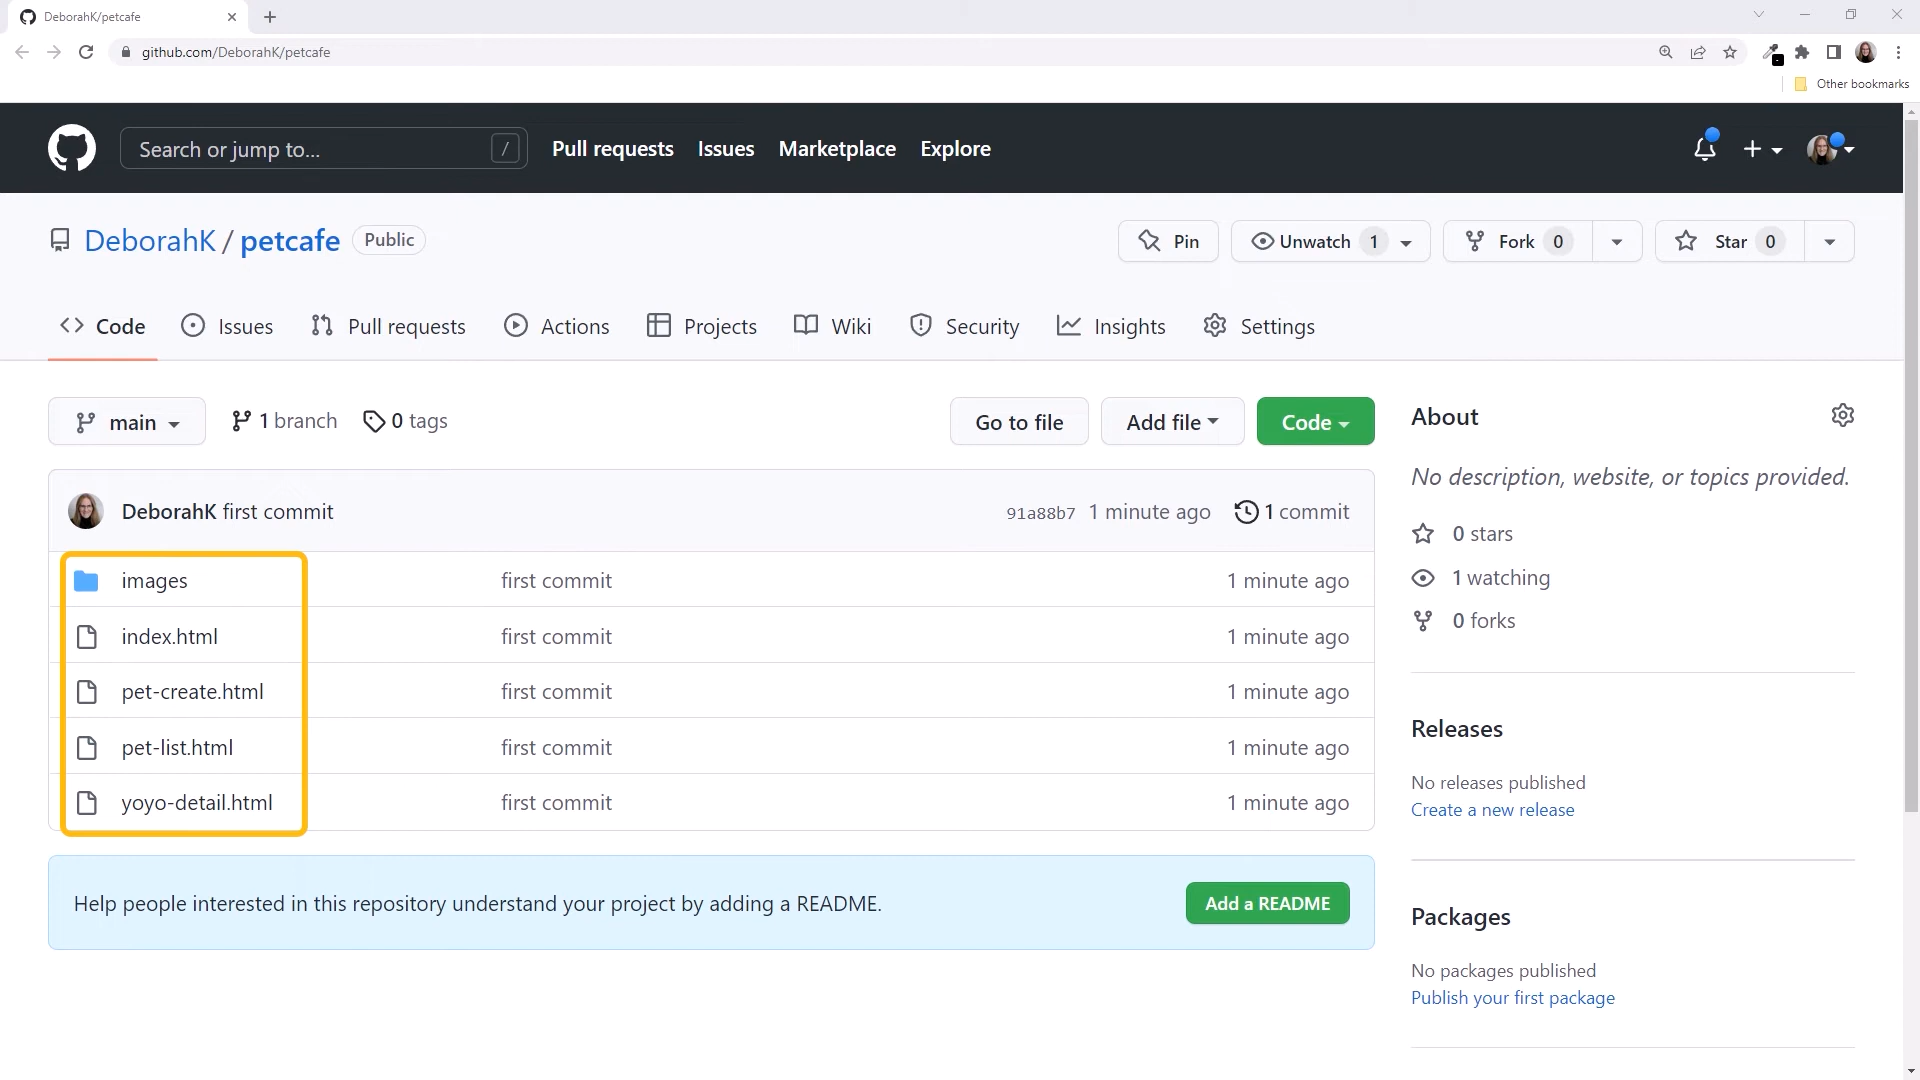 DeborahK/petcafe
github.com/DeborahK/petcafe
Other bookmarks
Search or jump to... /
Pull requests Issues Marketplace Explore
DeborahK / petcafe Public
Pin Unwatch 1 Fork 0 Star 0
Code Issues Pull requests Actions Projects Wiki Security Insights Settings
main 1 branch 0 tags Go to file Add file Code
DeborahK first commit 91a88b7 1 minute ago 1 commit
images first commit 1 minute ago
index.html first commit 1 minute ago
pet-create.html first commit 1 minute ago
pet-list.html first commit 1 minute ago
yoyo-detail.html first commit 1 minute ago
Help people interested in this repository understand your project by adding a README. Add a README
About
No description, website, or topics provided.
0 stars
1 watching
0 forks
Releases
No releases published
Create a new release
Packages
No packages published
Publish your first package